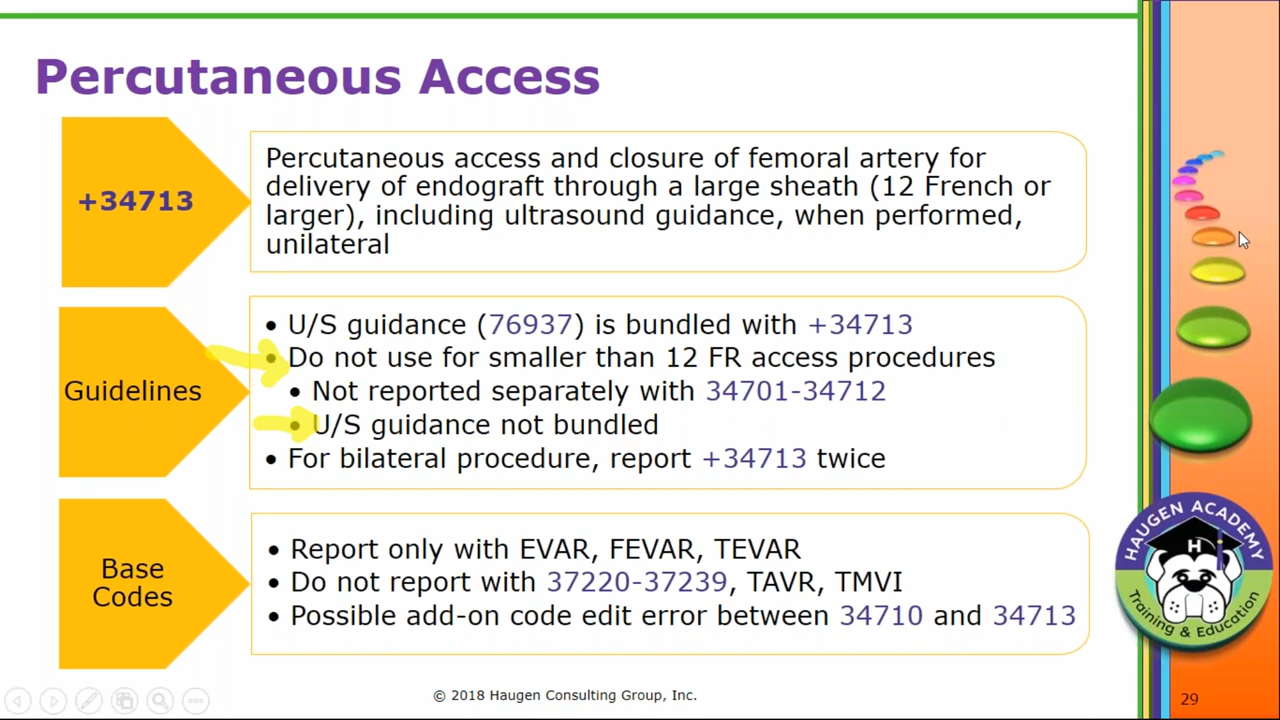 Percutaneous Access
+34713
Percutaneous access and closure of femoral artery for
delivery of endograft through a large sheath (12 French or
larger), including ultrasound guidance, when performed,
unilateral
Guidelines
• U/S guidance (76937) is bundled with +34713
• Do not use for smaller than 12 FR access procedures
• Not reported separately with 34701-34712
• U/S guidance not bundled
• For bilateral procedure, report +34713 twice
Base
Codes
• Report only with EVAR, FEVAR, TEVAR
• Do not report with 37220-37239, TAVR, TMVI
• Possible add-on code edit error between 34710 and 34713
HAUGEN ACADEMY
H
Training & Education
© 2018 Haugen Consulting Group, Inc.
29